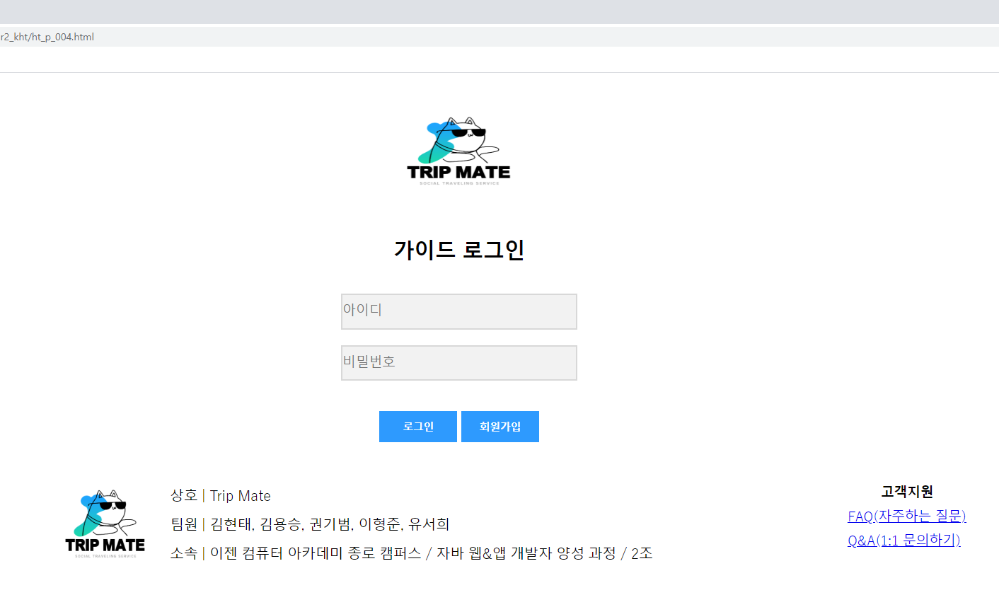 r2_kht/ht_p_004.html
TRIP MATE
SOCIAL TRAVELING SERVICE
가이드 로그인
아이디
비밀번호
로그인 회원가입
TRIP MATE
SOCIAL TRAVELING SERVICE
상호 | Trip Mate
팀원 | 김현태, 김용승, 권기범, 이형준, 유서희
소속 | 이젠 컴퓨터 아카데미 종로 캠퍼스 / 자바 웹&앱 개발자 양성 과정 / 2조
고객지원
FAQ(자주하는 질문)
Q&A(1:1 문의하기)